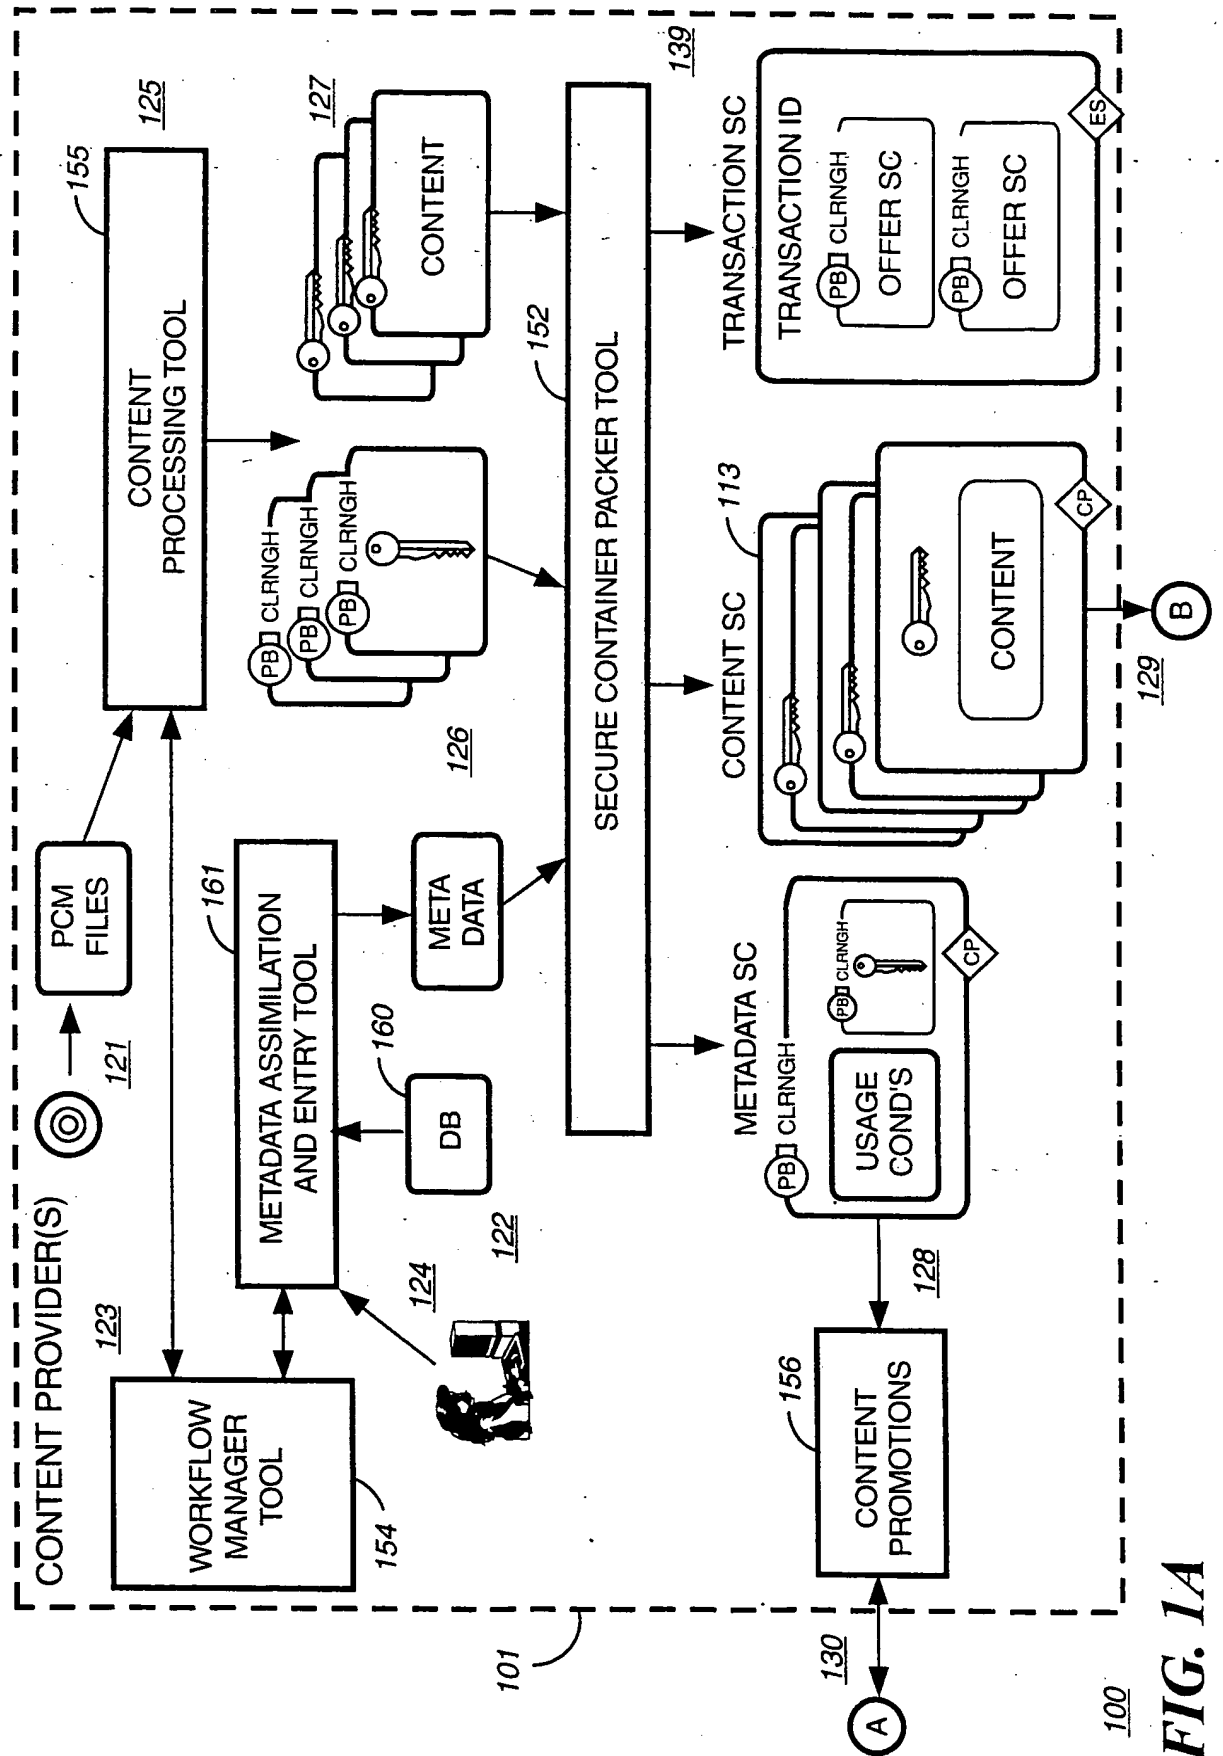 CONTENT PROVIDER(S)
121
PCM
FILES
123
155
125
CONTENT
PROCESSING TOOL
WORKFLOW
MANAGER
TOOL
154
161
METADATA ASSIMILATION
AND ENTRY TOOL
124
160
DB
122
META
DATA
126
PB CLRNGH
PB CLRNGH
PB CLRNGH
127
CONTENT
152
SECURE CONTAINER PACKER TOOL
139
METADATA SC
PB CLRNGH
USAGE
COND'S
PB CLRNGH
CP
CONTENT SC
113
CONTENT
CP
TRANSACTION SC
TRANSACTION ID
PB CLRNGH
OFFER SC
PB CLRNGH
OFFER SC
ES
128
156
CONTENT
PROMOTIONS
101
130
A
129
B
100
FIG. 1A